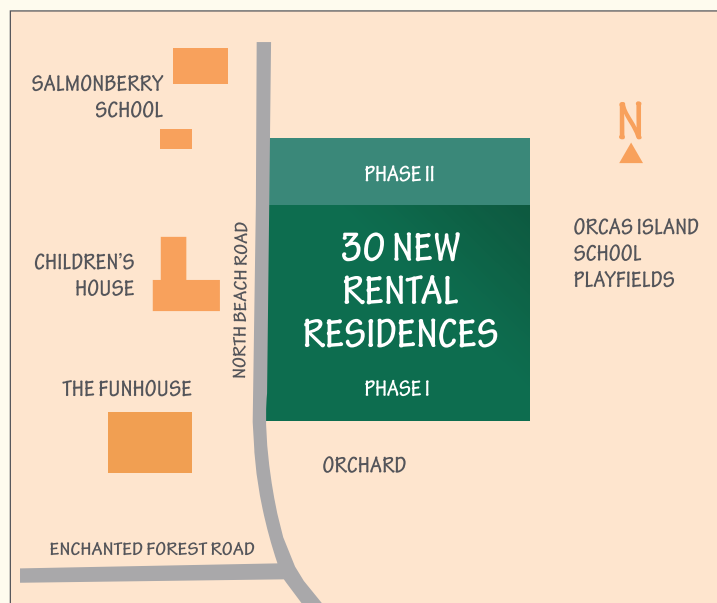 SALMONBERRY
SCHOOL
N
PHASE II
ORCAS ISLAND
SCHOOL
PLAYFIELDS
CHILDREN'S
HOUSE
NORTH BEACH ROAD
30 NEW
RENTAL
RESIDENCES
PHASE I
THE FUNHOUSE
ORCHARD
ENCHANTED FOREST ROAD